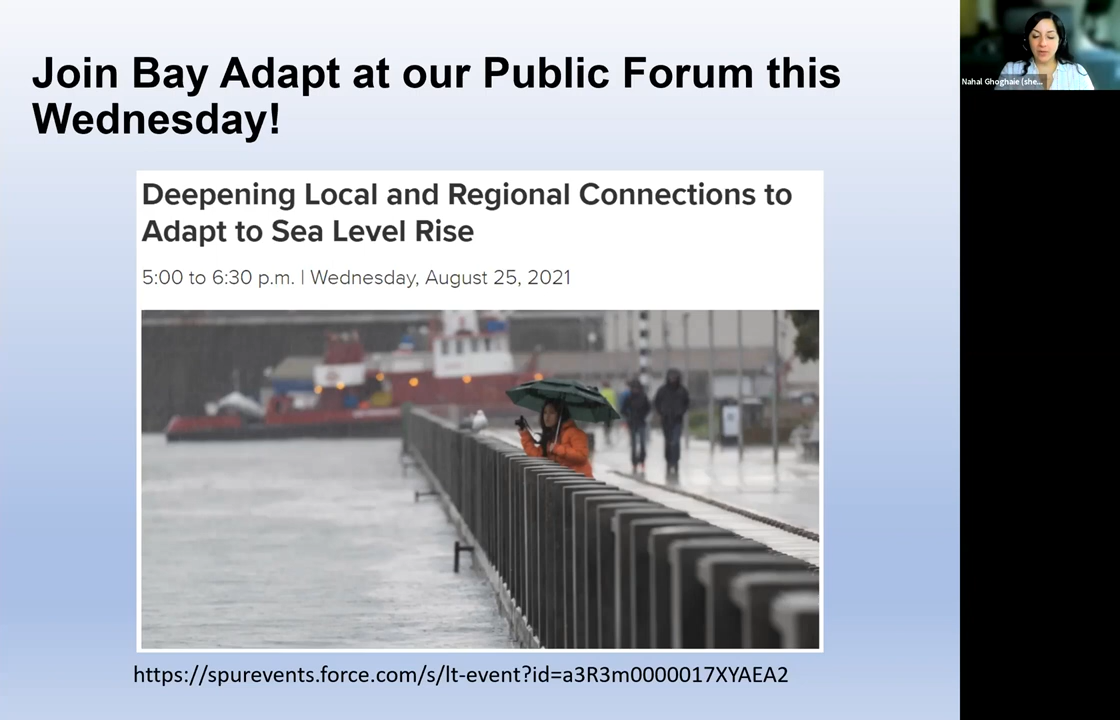 Join Bay Adapt at our Public Forum this
Wednesday!
Deepening Local and Regional Connections to
Adapt to Sea Level Rise
5:00 to 6:30 p.m. | Wednesday, August 25, 2021
https://spurevents.force.com/s/lt-event?id=a3R3m0000017XYAEA2
Nahal Ghoghaie (she...